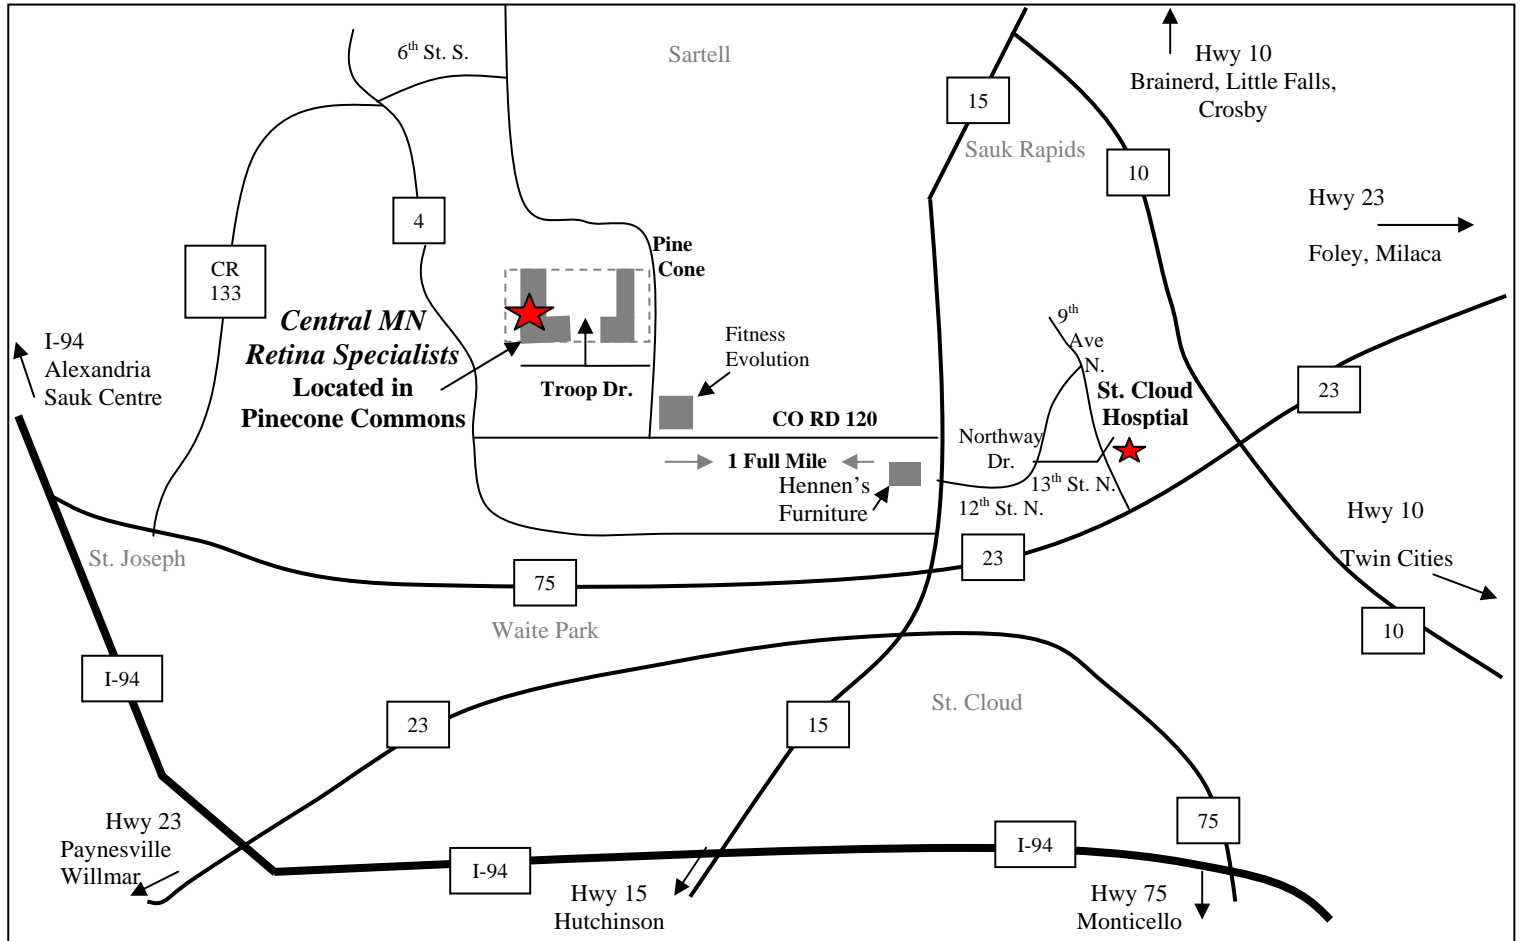 6th St. S.
Sartell
Hwy 10
Brainerd, Little Falls,
Crosby
15
Sauk Rapids
10
Hwy 23
Foley, Milaca
4
CR
133
Pine
Cone
Central MN
Retina Specialists
Located in
Pinecone Commons
Troop Dr.
Fitness
Evolution
9th
Ave
N.
I-94
Alexandria
Sauk Centre
St. Cloud
Hosptial
23
CO RD 120
Northway
Dr.
1 Full Mile
Hennen's
Furniture
13th St. N.
12th St. N.
Hwy 10
Twin Cities
St. Joseph
75
23
10
Waite Park
I-94
23
15
St. Cloud
Hwy 23
Paynesville
Willmar
75
I-94
I-94
Hwy 15
Hutchinson
Hwy 75
Monticello